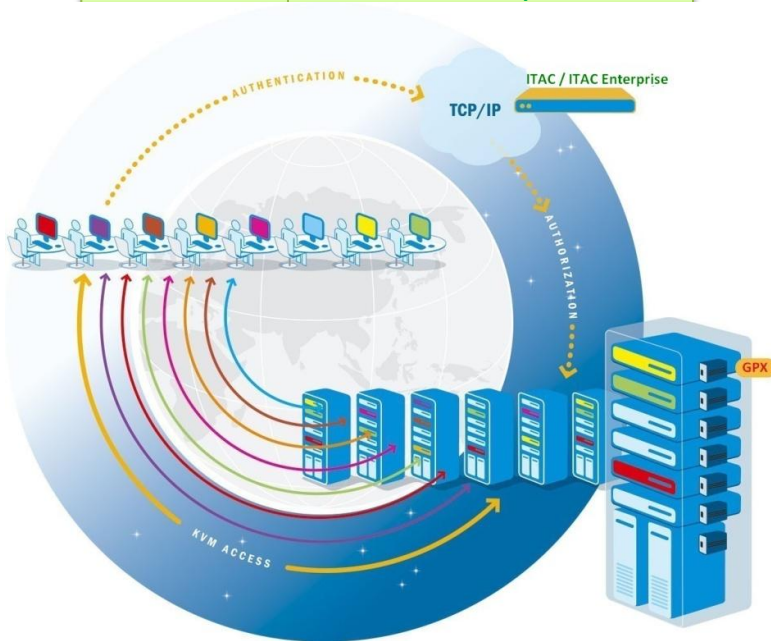 AUTHENTICATION
ITAC / ITAC Enterprise
TCP/IP
AUTHORIZATION
GPX
KVM ACCESS